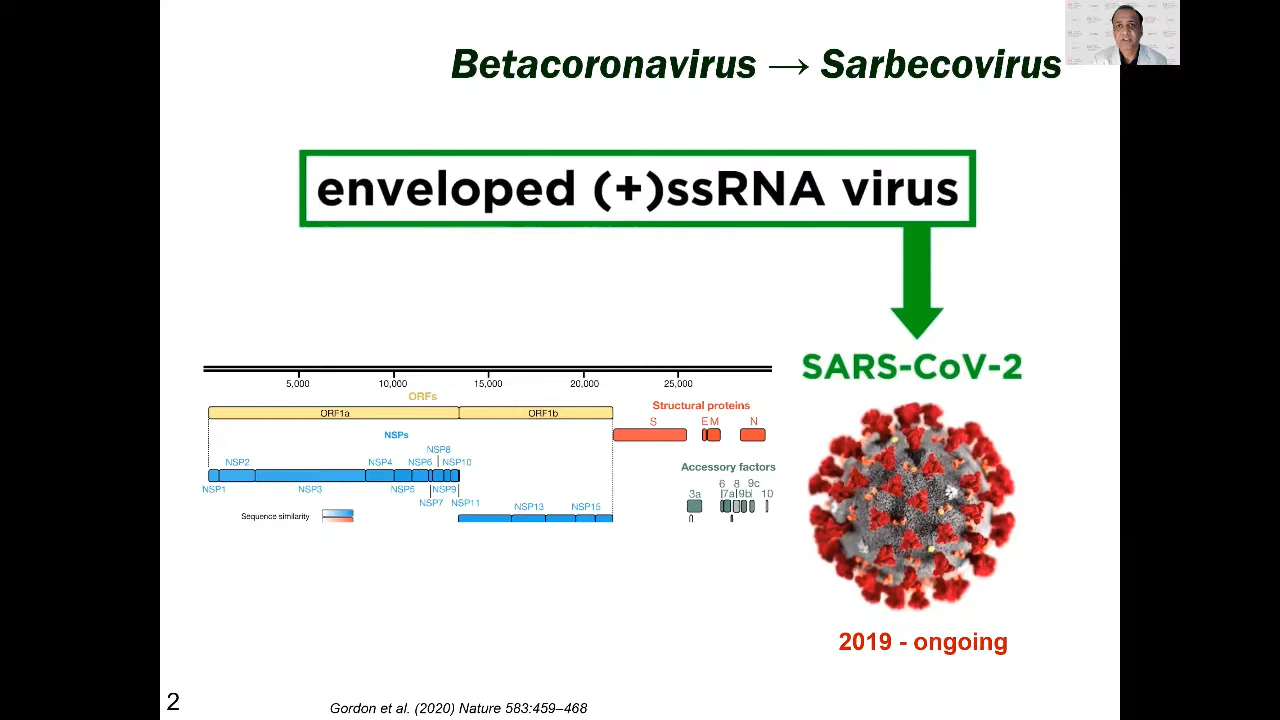 Betacoronavirus → Sarbecovirus
enveloped (+)ssRNA virus
SARS-CoV-2
5,000 10,000 15,000 20,000 25,000
ORFs
ORF1a ORF1b
Structural proteins
S E M N
NSPs
NSP8
NSP2 NSP4 NSP6 NSP10
NSP1 NSP3 NSP5 NSP9
NSP7 NSP11
Accessory factors
9c
6 8
3a 7a 9b 10
NSP13 NSP15
Sequence similarity
2019 - ongoing
2
Gordon et al. (2020) Nature 583:459–468